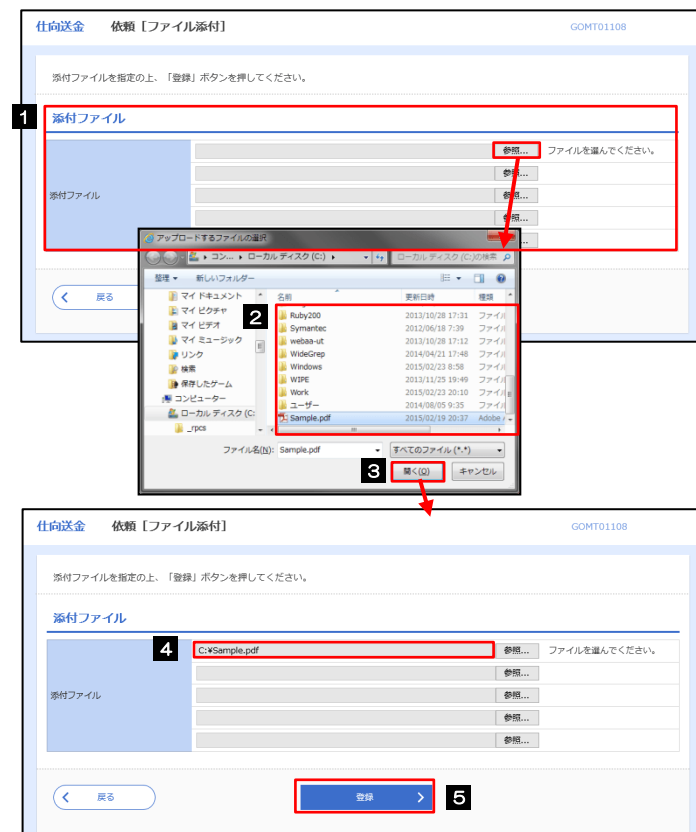 仕向送金 依頼［ファイル添付］ GOMT01108
添付ファイルを指定の上、「登録」ボタンを押してください。
1 添付ファイル
参照... ファイルを選んでください。
参照...
添付ファイル 参照...
参照...
アップロードするファイルの選択
コン... ▸ ローカル ディスク (C:) ▸ ローカル ディスク (C:)の検索
整理 ▼ 新しいフォルダー
戻る
マイ ドキュメント
マイ ピクチャ
マイ ビデオ
マイ ミュージック
リンク
検索
保存したゲーム
コンピューター
ローカル ディスク (C:
_rpcs
2
名前 更新日時 種類
Ruby200 2013/10/28 17:31 ファイル
Symantec 2012/06/18 7:39 ファイル
webaa-ut 2013/10/28 17:12 ファイル
WideGrep 2014/04/21 17:48 ファイル
Windows 2015/02/23 8:58 ファイル
WIPE 2013/11/25 19:49 ファイル
Work 2015/02/23 20:10 ファイル
ユーザー 2014/08/05 9:35 ファイル
Sample.pdf 2015/02/19 20:37 Adobe
ファイル名(N): Sample.pdf すべてのファイル (*.*)
3 開く(O) キャンセル
仕向送金 依頼［ファイル添付］ GOMT01108
添付ファイルを指定の上、「登録」ボタンを押してください。
添付ファイル
4 C:¥Sample.pdf 参照... ファイルを選んでください。
参照...
添付ファイル 参照...
参照...
参照...
戻る 登録 5